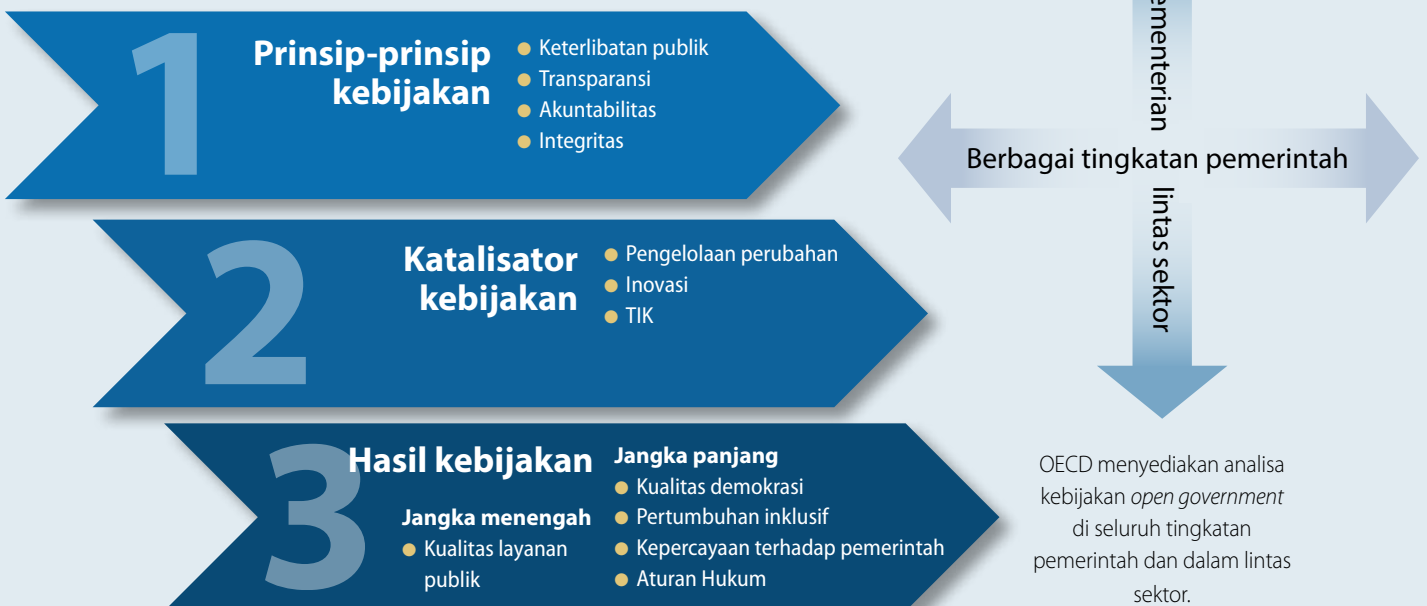 1
Prinsip-prinsip
kebijakan
● Keterlibatan publik
● Transparansi
● Akuntabilitas
● Integritas
2
Katalisator
kebijakan
● Pengelolaan perubahan
● Inovasi
● TIK
3
Hasil kebijakan
Jangka menengah
● Kualitas layanan
publik
Jangka panjang
● Kualitas demokrasi
● Pertumbuhan inklusif
● Kepercayaan terhadap pemerintah
● Aturan Hukum
Berbagai tingkatan pemerintah
lintas sektor
OECD menyediakan analisa
kebijakan open government
di seluruh tingkatan
pemerintah dan dalam lintas
sektor.